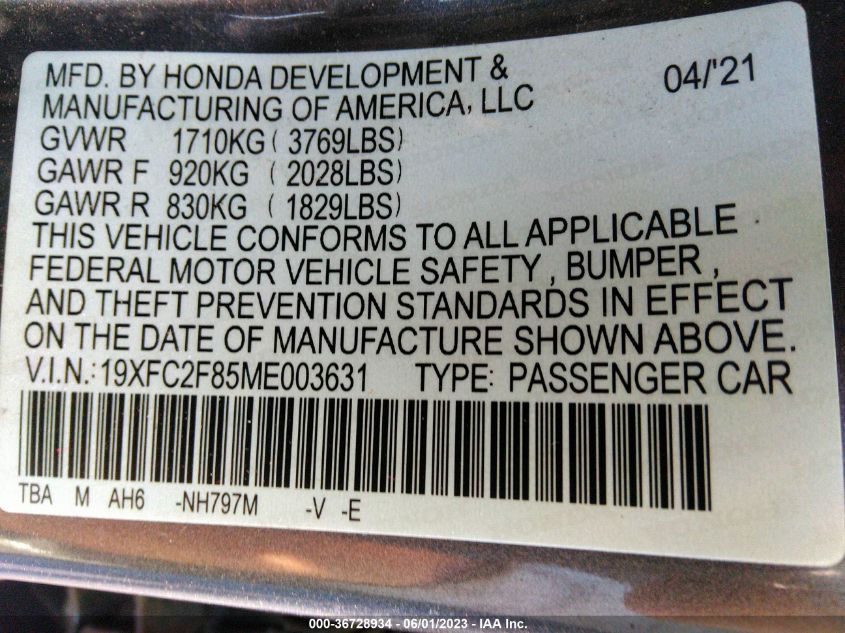 MFD. BY HONDA DEVELOPMENT & 04/'21
MANUFACTURING OF AMERICA, LLC
GVWR 1710KG ( 3769LBS)
GAWR F 920KG ( 2028LBS)
GAWR R 830KG ( 1829LBS)
THIS VEHICLE CONFORMS TO ALL APPLICABLE
FEDERAL MOTOR VEHICLE SAFETY , BUMPER ,
AND THEFT PREVENTION STANDARDS IN EFFECT
ON THE DATE OF MANUFACTURE SHOWN ABOVE.
V.I.N.:19XFC2F85ME003631 TYPE: PASSENGER CAR
TBA M AH6 -NH797M -V -E
000-36728934 - 06/01/2023 - IAA Inc.